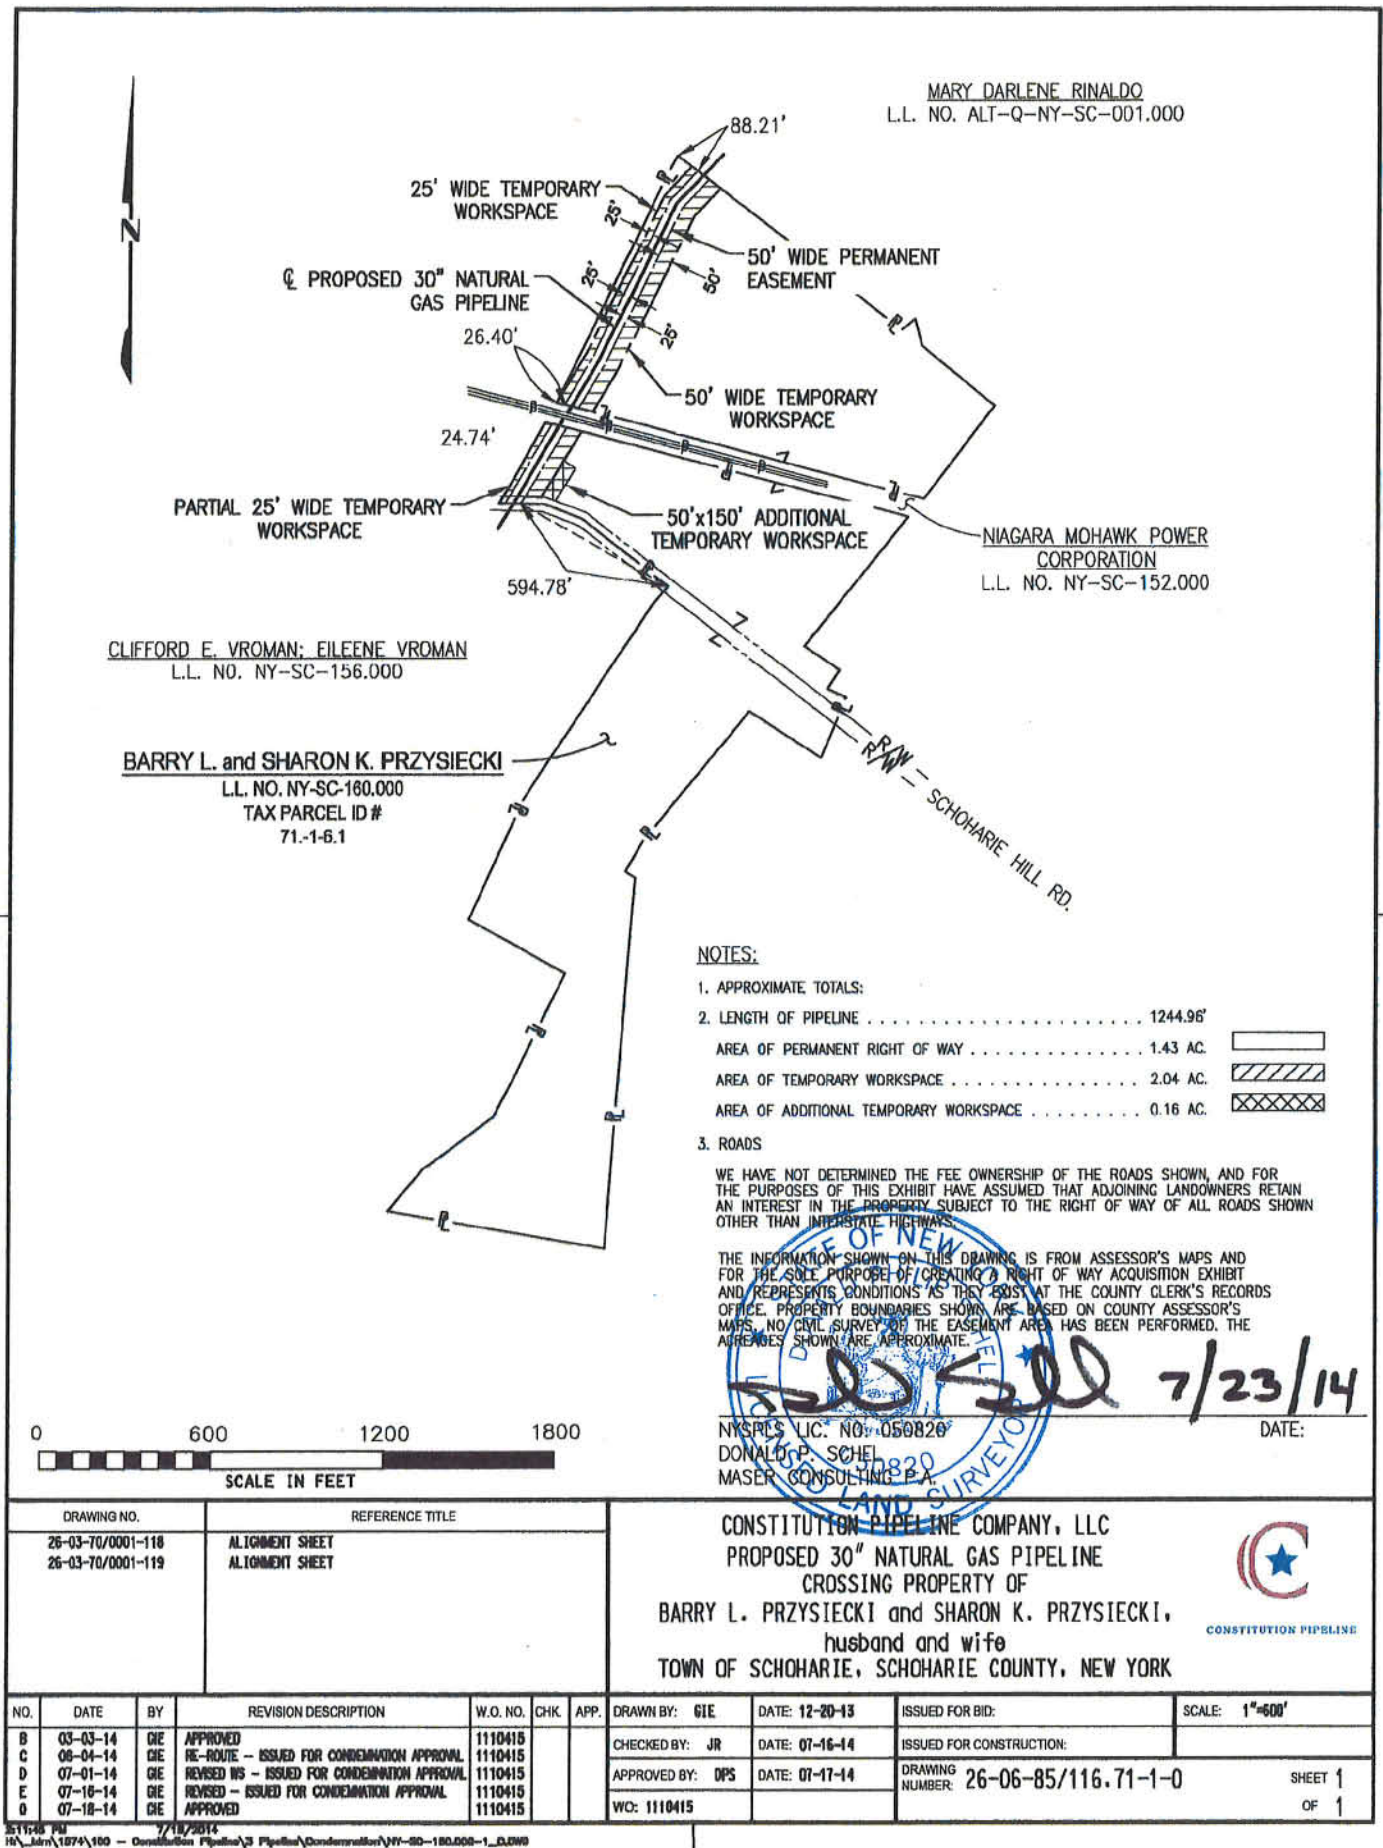 MARY DARLENE RINALDO
L.L. NO. ALT-Q-NY-SC-001.000
88.21'
25' WIDE TEMPORARY
WORKSPACE
N
25'
50' WIDE PERMANENT
EASEMENT
℄ PROPOSED 30" NATURAL
GAS PIPELINE
25'
50'
26.40'
25'
50' WIDE TEMPORARY
WORKSPACE
24.74'
PARTIAL 25' WIDE TEMPORARY
WORKSPACE
50'x150' ADDITIONAL
TEMPORARY WORKSPACE
NIAGARA MOHAWK POWER
CORPORATION
L.L. NO. NY-SC-152.000
594.78'
CLIFFORD E. VROMAN; EILEENE VROMAN
L.L. NO. NY-SC-156.000
BARRY L. and SHARON K. PRZYSIECKI
L.L. NO. NY-SC-160.000
TAX PARCEL ID #
71.-1-6.1
R/W
R/W
SCHOHARIE HILL RD.
NOTES:
1. APPROXIMATE TOTALS:
2. LENGTH OF PIPELINE . . . . . . . . . . . . . . . . . . . . . . 1244.96'
AREA OF PERMANENT RIGHT OF WAY . . . . . . . . . . . . . . 1.43 AC.
AREA OF TEMPORARY WORKSPACE . . . . . . . . . . . . . . . 2.04 AC.
AREA OF ADDITIONAL TEMPORARY WORKSPACE . . . . . . . . . 0.16 AC.
3. ROADS
WE HAVE NOT DETERMINED THE FEE OWNERSHIP OF THE ROADS SHOWN, AND FOR
THE PURPOSES OF THIS EXHIBIT HAVE ASSUMED THAT ADJOINING LANDOWNERS RETAIN
AN INTEREST IN THE PROPERTY SUBJECT TO THE RIGHT OF WAY OF ALL ROADS SHOWN
OTHER THAN INTERSTATE HIGHWAYS.
THE INFORMATION SHOWN ON THIS DRAWING IS FROM ASSESSOR'S MAPS AND
FOR THE SOLE PURPOSE OF CREATING A RIGHT OF WAY ACQUISITION EXHIBIT
AND REPRESENTS CONDITIONS AS THEY EXIST AT THE COUNTY CLERK'S RECORDS
OFFICE. PROPERTY BOUNDARIES SHOWN ARE BASED ON COUNTY ASSESSOR'S
MAPS. NO CIVIL SURVEY OF THE EASEMENT AREA HAS BEEN PERFORMED. THE
ACREAGES SHOWN ARE APPROXIMATE.
STATE OF NEW YORK
DONALD PHILIP SCHEL
050820
LICENSED LAND SURVEYOR
7/23/14
NYSPLS LIC. NO. 050820
DATE:
DONALD P. SCHEL
MASER CONSULTING P.A.
0 600 1200 1800
SCALE IN FEET
DRAWING NO. REFERENCE TITLE
26-03-70/0001-118 ALIGNMENT SHEET
26-03-70/0001-119 ALIGNMENT SHEET
CONSTITUTION PIPELINE COMPANY, LLC
PROPOSED 30" NATURAL GAS PIPELINE
CROSSING PROPERTY OF
BARRY L. PRZYSIECKI and SHARON K. PRZYSIECKI,
husband and wife
TOWN OF SCHOHARIE, SCHOHARIE COUNTY, NEW YORK
CONSTITUTION PIPELINE
NO. DATE BY REVISION DESCRIPTION W.O. NO. CHK. APP.
B 03-03-14 GIE APPROVED 1110415
C 06-04-14 GIE RE-ROUTE - ISSUED FOR CONDEMNATION APPROVAL 1110415
D 07-01-14 GIE REVISED WS - ISSUED FOR CONDEMNATION APPROVAL 1110415
E 07-16-14 GIE REVISED - ISSUED FOR CONDEMNATION APPROVAL 1110415
0 07-18-14 GIE APPROVED 1110415
DRAWN BY: GIE DATE: 12-20-13 ISSUED FOR BID: SCALE: 1"=600'
CHECKED BY: JR DATE: 07-16-14 ISSUED FOR CONSTRUCTION:
APPROVED BY: DPS DATE: 07-17-14 DRAWING NUMBER: 26-06-85/116.71-1-0 SHEET 1
WO: 1110415 OF 1
7/18/2014